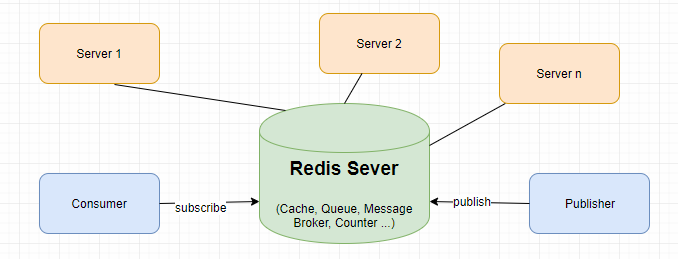 Server 1
Server 2
Server n
Redis Sever
(Cache, Queue, Message
Broker, Counter ...)
Consumer
subscribe
publish
Publisher